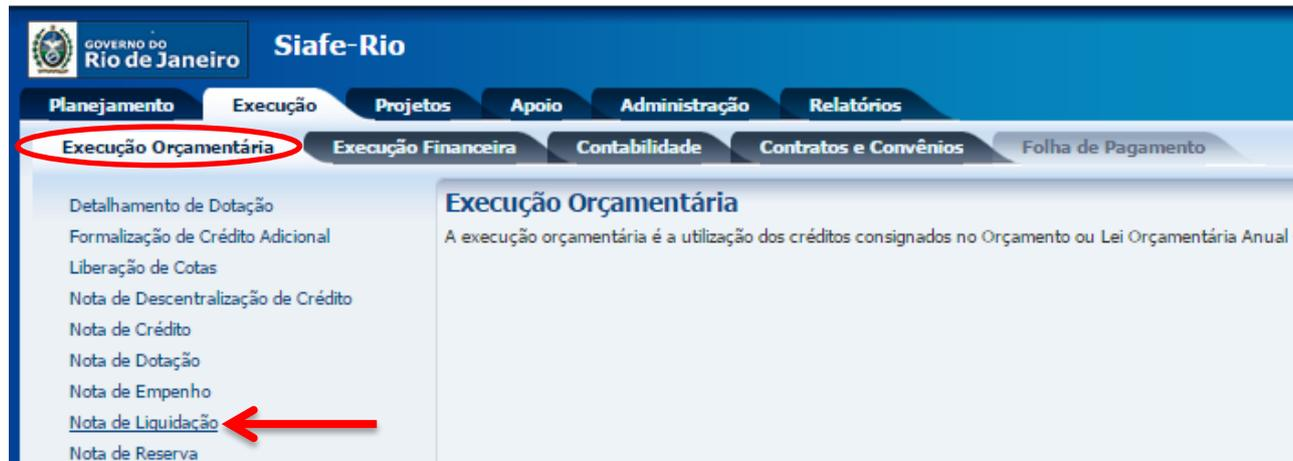 GOVERNO DO
Rio de Janeiro
Siafe-Rio
Planejamento Execução Projetos Apoio Administração Relatórios
Execução Orçamentária Execução Financeira Contabilidade Contratos e Convênios Folha de Pagamento
Detalhamento de Dotação
Formalização de Crédito Adicional
Liberação de Cotas
Nota de Descentralização de Crédito
Nota de Crédito
Nota de Dotação
Nota de Empenho
Nota de Liquidação
Nota de Reserva
Execução Orçamentária
A execução orçamentária é a utilização dos créditos consignados no Orçamento ou Lei Orçamentária Anual